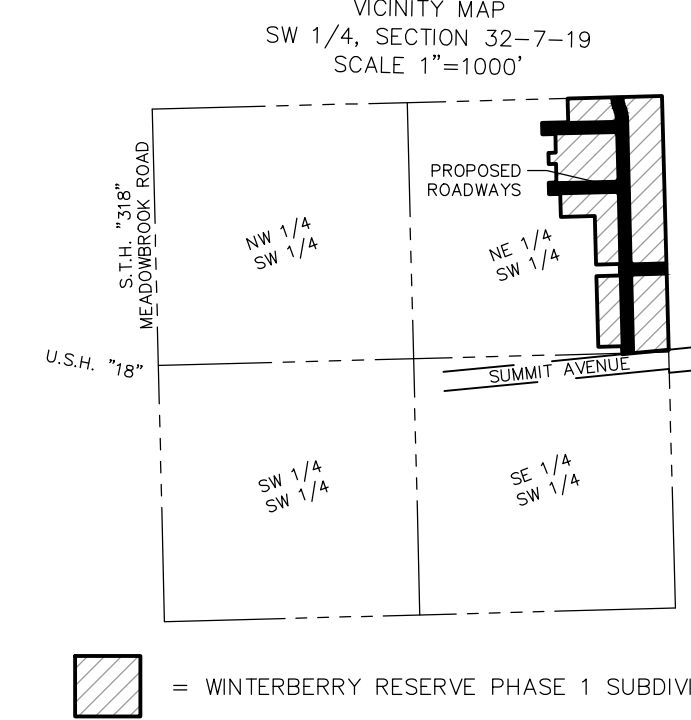 VICINITY MAP
SW 1/4, SECTION 32-7-19
SCALE 1"=1000'
S.T.H. "318"
MEADOWBROOK ROAD
PROPOSED
ROADWAYS
NW 1/4
SW 1/4
NE 1/4
SW 1/4
U.S.H. "18"
SUMMIT AVENUE
SW 1/4
SW 1/4
SE 1/4
SW 1/4
= WINTERBERRY RESERVE PHASE 1 SUBDIVI